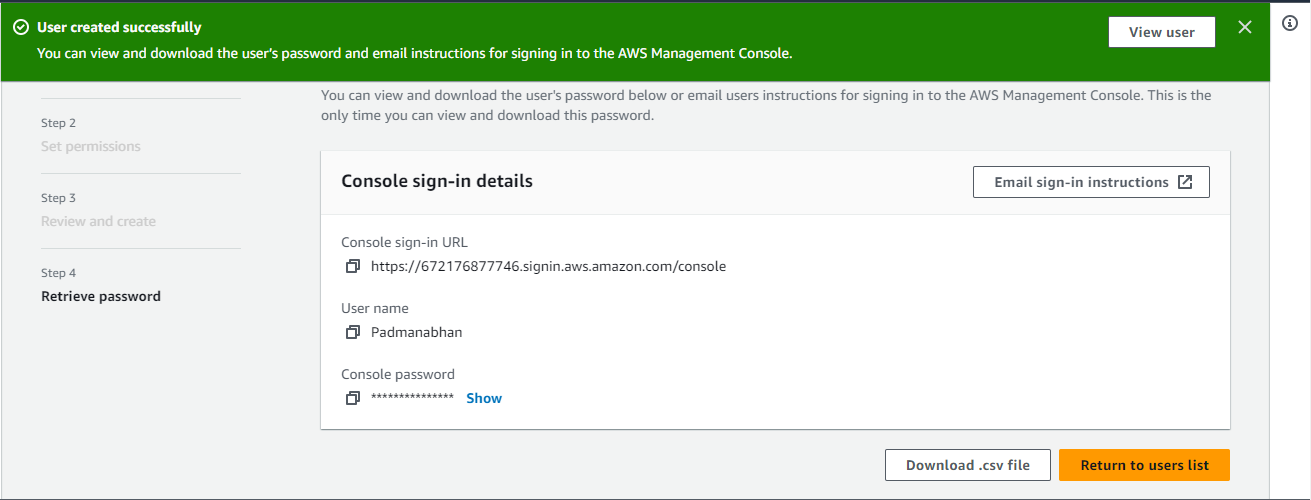 User created successfully
You can view and download the user's password and email instructions for signing in to the AWS Management Console.
View user
You can view and download the user's password below or email users instructions for signing in to the AWS Management Console. This is the
only time you can view and download this password.
Step 2
Set permissions
Step 3
Review and create
Step 4
Retrieve password
Console sign-in details
Email sign-in instructions
Console sign-in URL
https://672176877746.signin.aws.amazon.com/console
User name
Padmanabhan
Console password
*************** Show
Download .csv file
Return to users list